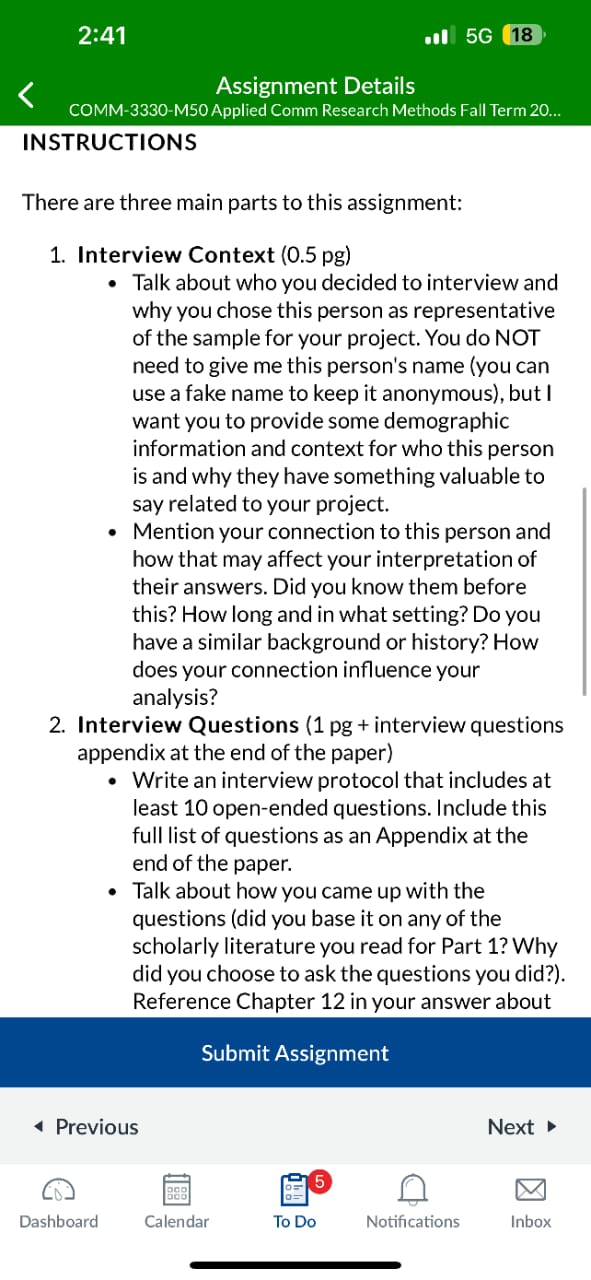 2:41
5G 18
Assignment Details
COMM-3330-M50 Applied Comm Research Methods Fall Term 20...
INSTRUCTIONS
There are three main parts to this assignment:
1. Interview Context (0.5 pg)
• Talk about who you decided to interview and
why you chose this person as representative
of the sample for your project. You do NOT
need to give me this person's name (you can
use a fake name to keep it anonymous), but I
want you to provide some demographic
information and context for who this person
is and why they have something valuable to
say related to your project.
• Mention your connection to this person and
how that may affect your interpretation of
their answers. Did you know them before
this? How long and in what setting? Do you
have a similar background or history? How
does your connection influence your
analysis?
2. Interview Questions (1 pg + interview questions
appendix at the end of the paper)
• Write an interview protocol that includes at
least 10 open-ended questions. Include this
full list of questions as an Appendix at the
end of the paper.
• Talk about how you came up with the
questions (did you base it on any of the
scholarly literature you read for Part 1? Why
did you choose to ask the questions you did?).
Reference Chapter 12 in your answer about
Submit Assignment
Previous
Next
5
Dashboard
Calendar
To Do
Notifications
Inbox